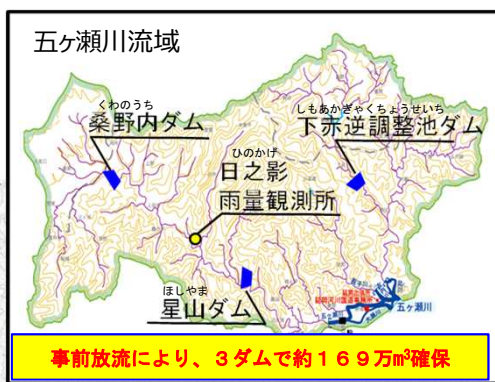 五ヶ瀬川流域
くわのうち
桑野内ダム
しもあかぎゃくちょうせいち
下赤逆調整池ダム
ひのかげ
日之影
雨量観測所
ほしやま
星山ダム
五ヶ瀬川
事前放流により、３ダムで約１６９万㎥確保